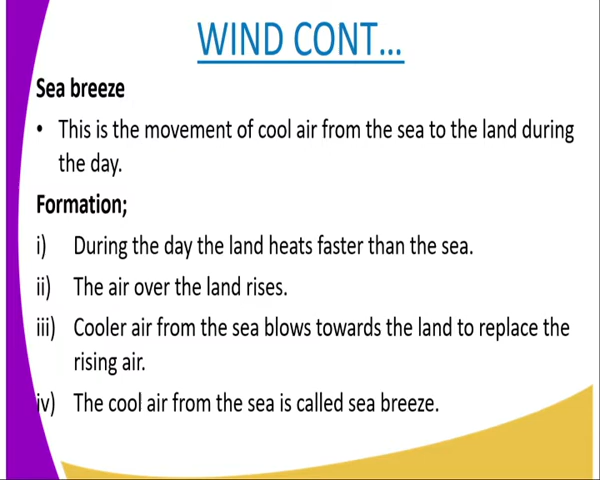 WIND CONT...
Sea breeze
• This is the movement of cool air from the sea to the land during
the day.
Formation;
i) During the day the land heats faster than the sea.
ii) The air over the land rises.
iii) Cooler air from the sea blows towards the land to replace the
rising air.
iv) The cool air from the sea is called sea breeze.